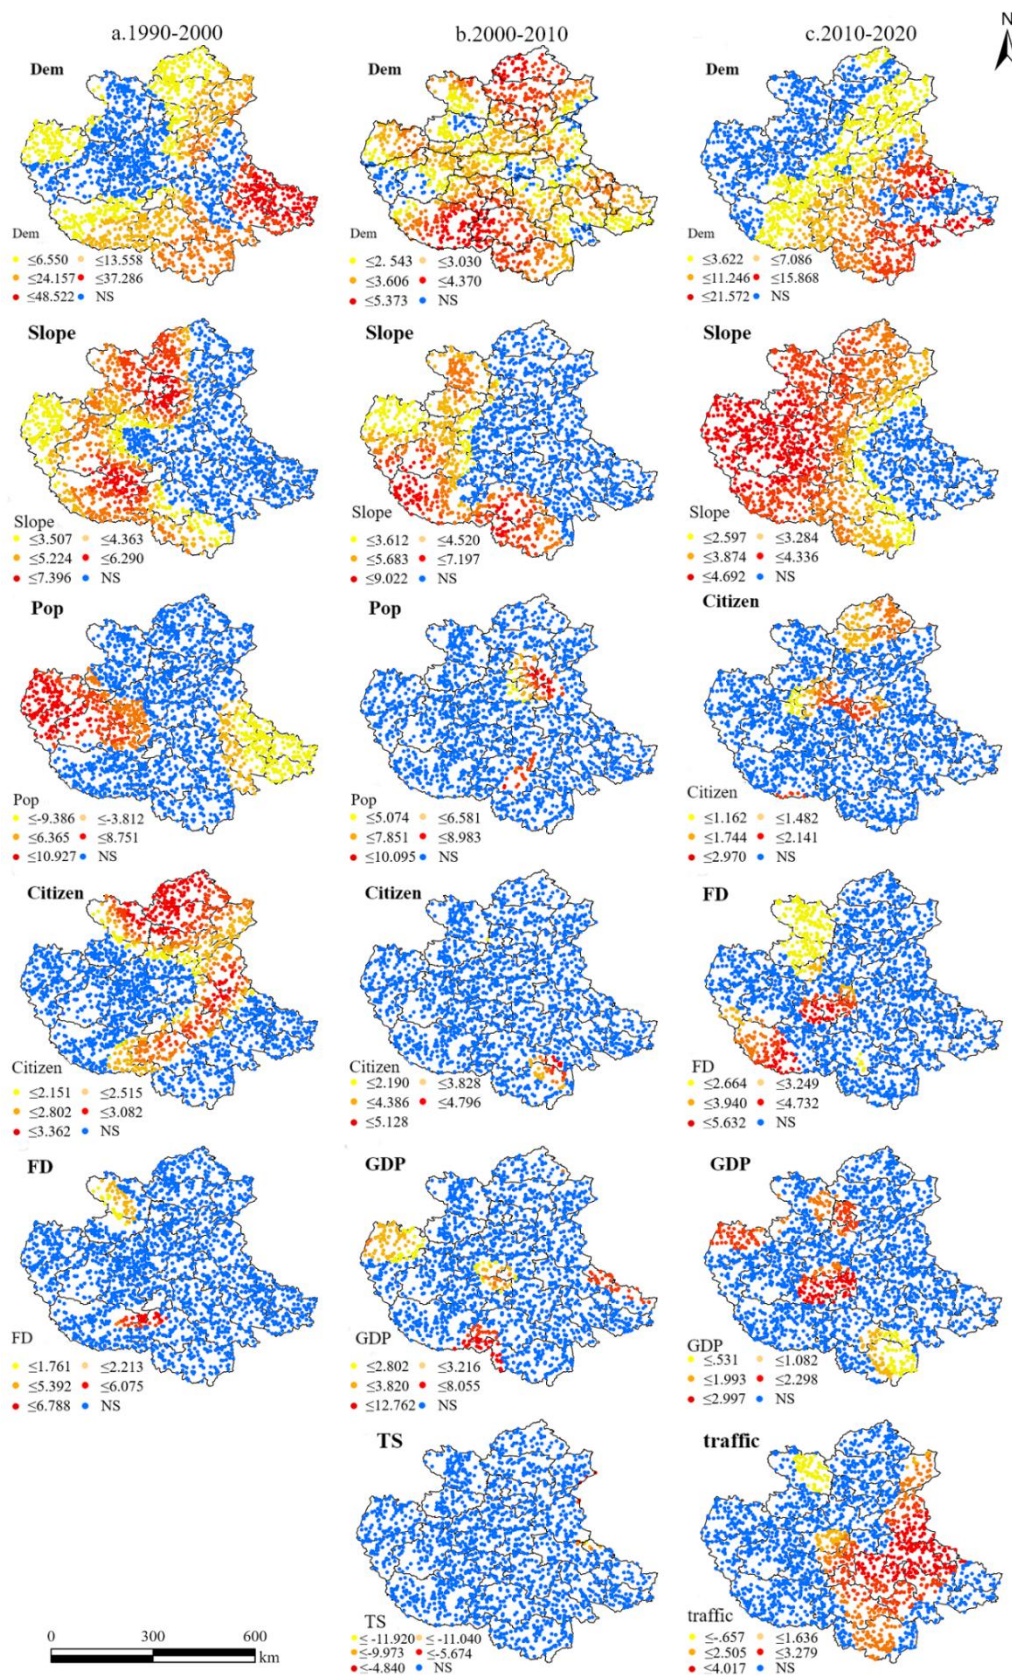 a.1990-2000 b.2000-2010 c.2010-2020 N
Dem Dem Dem
Dem Dem Dem
≤6.550 ≤13.558 ≤2. 543 ≤3.030 ≤3.622 ≤7.086
≤24.157 ≤37.286 ≤3.606 ≤4.370 ≤11.246 ≤15.868
≤48.522 NS ≤5.373 NS ≤21.572 NS
Slope Slope Slope
Slope Slope Slope
≤3.507 ≤4.363 ≤3.612 ≤4.520 ≤2.597 ≤3.284
≤5.224 ≤6.290 ≤5.683 ≤7.197 ≤3.874 ≤4.336
≤7.396 NS ≤9.022 NS ≤4.692 NS
Pop Pop Citizen
Pop Pop Citizen
≤-9.386 ≤-3.812 ≤5.074 ≤6.581 ≤1.162 ≤1.482
≤6.365 ≤8.751 ≤7.851 ≤8.983 ≤1.744 ≤2.141
≤10.927 NS ≤10.095 NS ≤2.970 NS
Citizen Citizen FD
Citizen Citizen FD
≤2.151 ≤2.515 ≤2.190 ≤3.828 ≤2.664 ≤3.249
≤2.802 ≤3.082 ≤4.386 ≤4.796 ≤3.940 ≤4.732
≤3.362 NS ≤5.128 ≤5.632 NS
FD GDP GDP
FD GDP GDP
≤1.761 ≤2.213 ≤2.802 ≤3.216 ≤.531 ≤1.082
≤5.392 ≤6.075 ≤3.820 ≤8.055 ≤1.993 ≤2.298
≤6.788 NS ≤12.762 NS ≤2.997 NS
TS traffic
TS traffic
≤ -11.920 ≤ -11.040 ≤-.657 ≤1.636
≤-9.973 ≤-5.674 ≤2.505 ≤3.279
≤-4.840 NS ≤4.017 NS
0 300 600
km